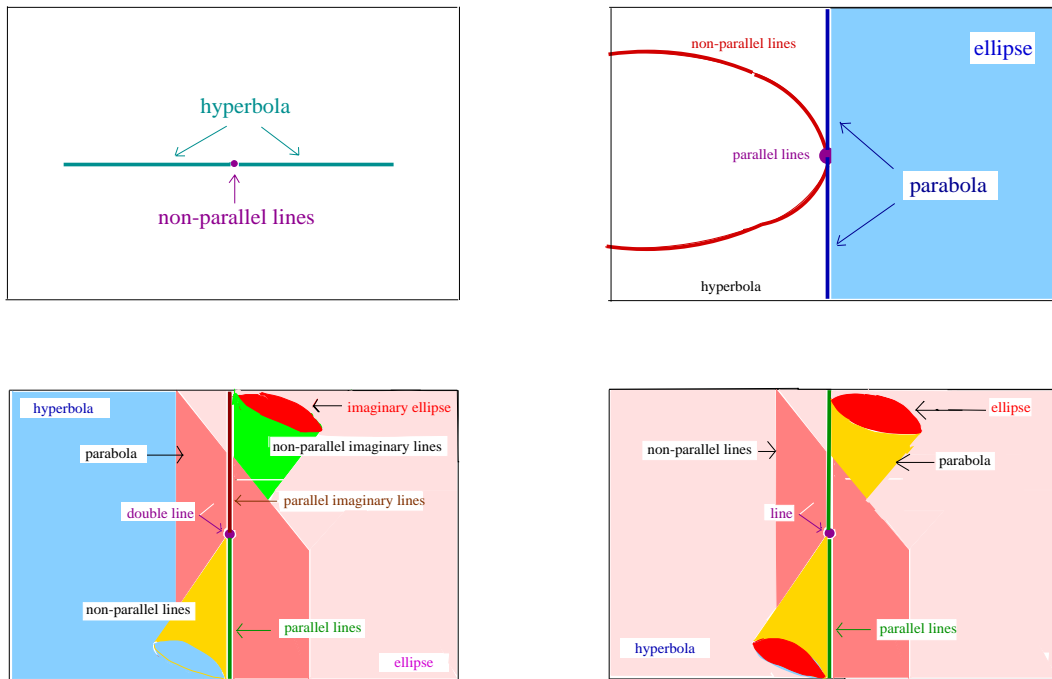 hyperbola
non-parallel lines
non-parallel lines
ellipse
parallel lines
parabola
hyperbola
hyperbola
imaginary ellipse
non-parallel imaginary lines
parabola
parallel imaginary lines
double line
non-parallel lines
parallel lines
ellipse
ellipse
non-parallel lines
parabola
line
parallel lines
hyperbola